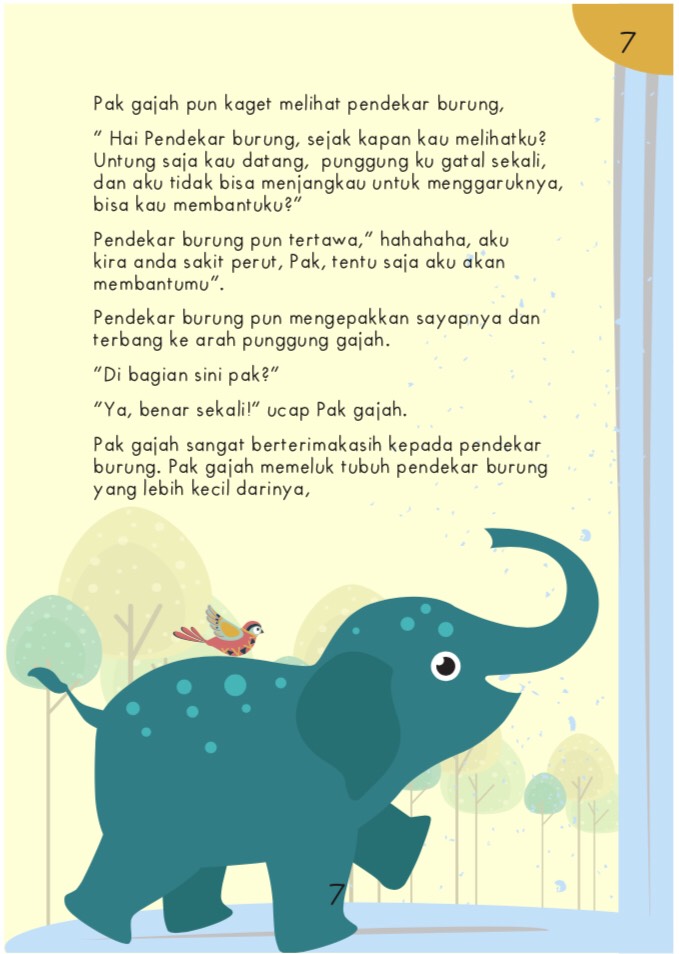 7
Pak gajah pun kaget melihat pendekar burung,
" Hai Pendekar burung, sejak kapan kau melihatku?
Untung saja kau datang, punggung ku gatal sekali,
dan aku tidak bisa menjangkau untuk menggaruknya,
bisa kau membantuku?"
Pendekar burung pun tertawa," hahahaha, aku
kira anda sakit perut, Pak, tentu saja aku akan
membantumu".
Pendekar burung pun mengepakkan sayapnya dan
terbang ke arah punggung gajah.
"Di bagian sini pak?"
"Ya, benar sekali!" ucap Pak gajah.
Pak gajah sangat berterimakasih kepada pendekar
burung. Pak gajah memeluk tubuh pendekar burung
yang lebih kecil darinya,
7